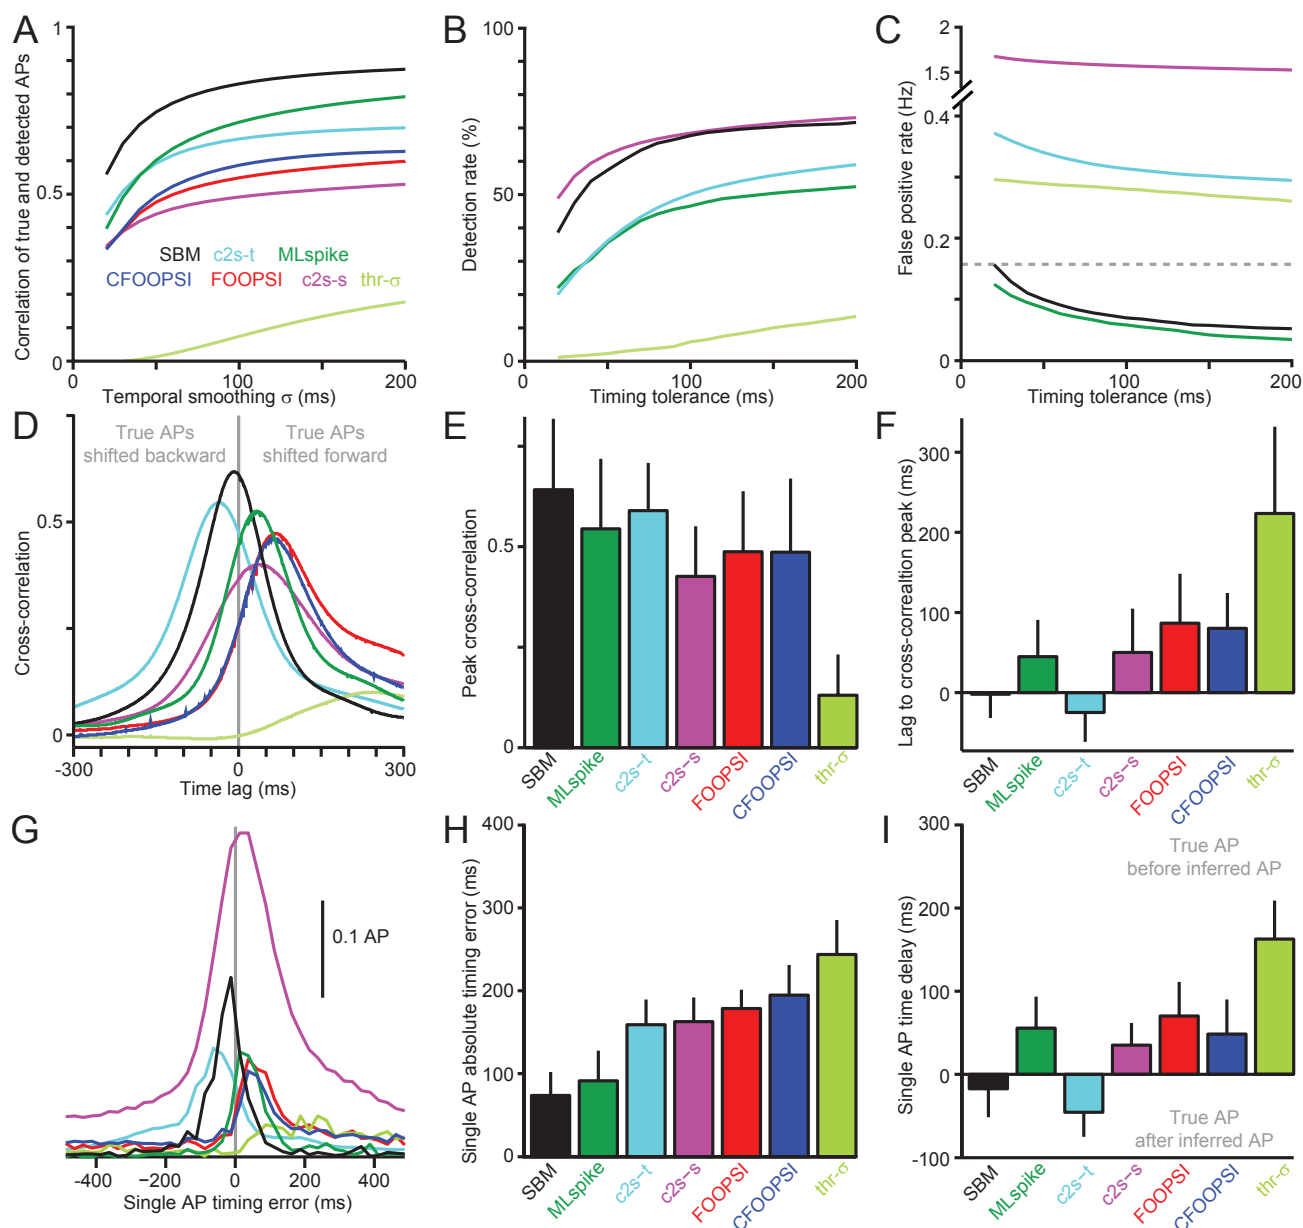 A
Correlation of true and detected APs
1
0.5
0
SBM c2s-t MLspike
CFOOPSI FOOPSI c2s-s thr-σ
0 100 200
Temporal smoothing σ (ms)
B
Detection rate (%)
100
50
0
0 100 200
Timing tolerance (ms)
C
False positive rate (Hz)
2
1.5
0.4
0.2
0
0 100 200
Timing tolerance (ms)
D
True APs
shifted backward
True APs
shifted forward
Cross-correlation
0.5
0
-300 0 300
Time lag (ms)
E
Peak cross-correlation
0.5
0
SBM
MLspike
c2s−t
c2s−s
FOOPSI
CFOOPSI
thr-σ
F
Lag to cross-correaltion peak (ms)
300
200
100
0
SBM
MLspike
c2s−t
c2s−s
FOOPSI
CFOOPSI
thr-σ
G
0.1 AP
-400 -200 0 200 400
Single AP timing error (ms)
H
Single AP absolute timing error (ms)
400
300
200
100
0
SBM
MLspike
c2s−t
c2s−s
FOOPSI
CFOOPSI
thr-σ
I
Single AP time delay (ms)
300
200
100
0
-100
True AP
before inferred AP
True AP
after inferred AP
SBM
MLspike
c2s−t
c2s−s
FOOPSI
CFOOPSI
thr-σ